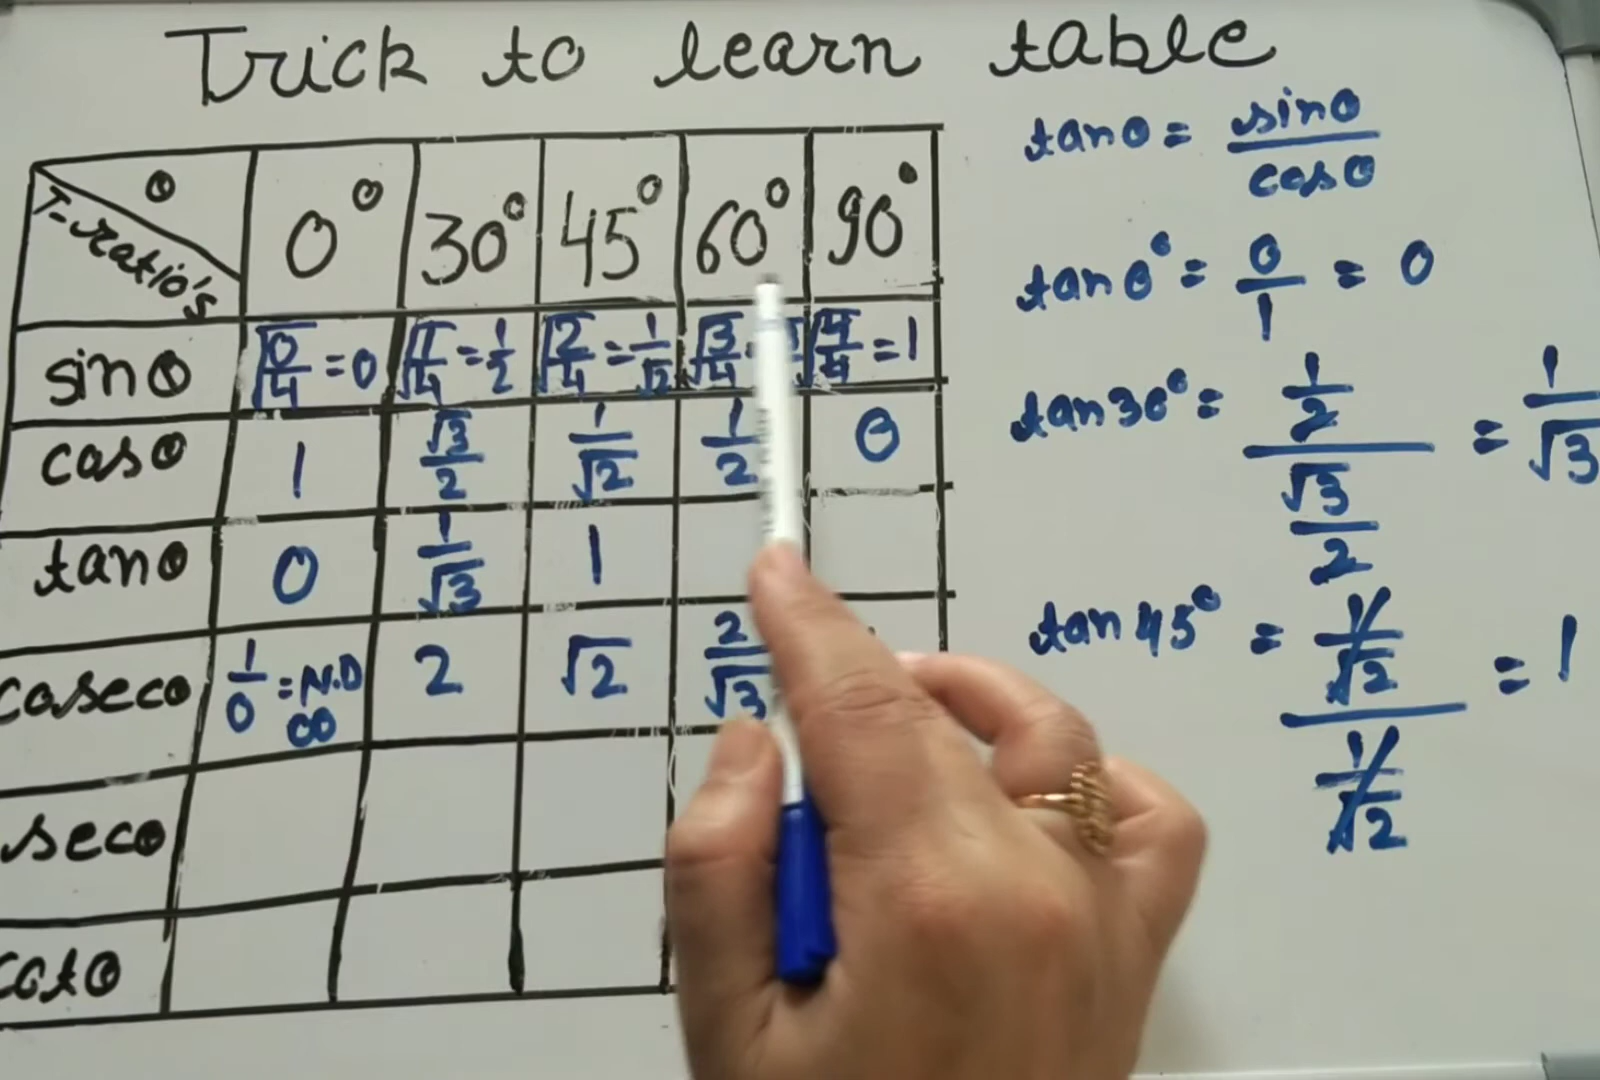 Trick to learn table
θ 0° 30° 45° 60° 90°
T-ratio's
sinθ √0/4 = 0 √1/4 = 1/2 √2/4 = 1/√2 √3/4 √4/4 = 1
cosθ 1 √3/2 1/√2 1/2 0
tanθ 0 1/√3 1
cosecθ 1/0 = N.D ∞ 2 √2 2/√3
secθ
cotθ
tanθ = sinθ/cosθ
tan0° = 0/1 = 0
tan30° = 1/2 / √3/2 = 1/√3
tan45° = 1/√2 / 1/√2 = 1